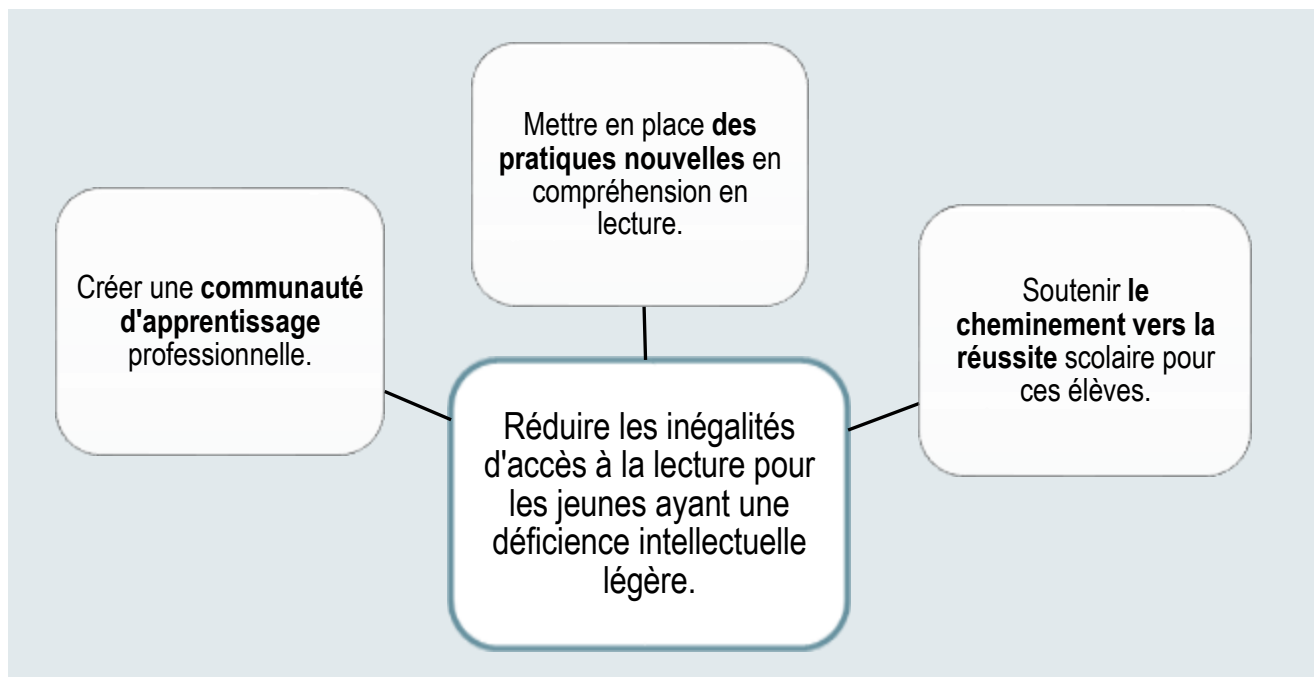 Mettre en place des
pratiques nouvelles en
compréhension en
lecture.
Créer une communauté
d'apprentissage
professionnelle.
Soutenir le
cheminement vers la
réussite scolaire pour
ces élèves.
Réduire les inégalités
d'accès à la lecture pour
les jeunes ayant une
déficience intellectuelle
légère.